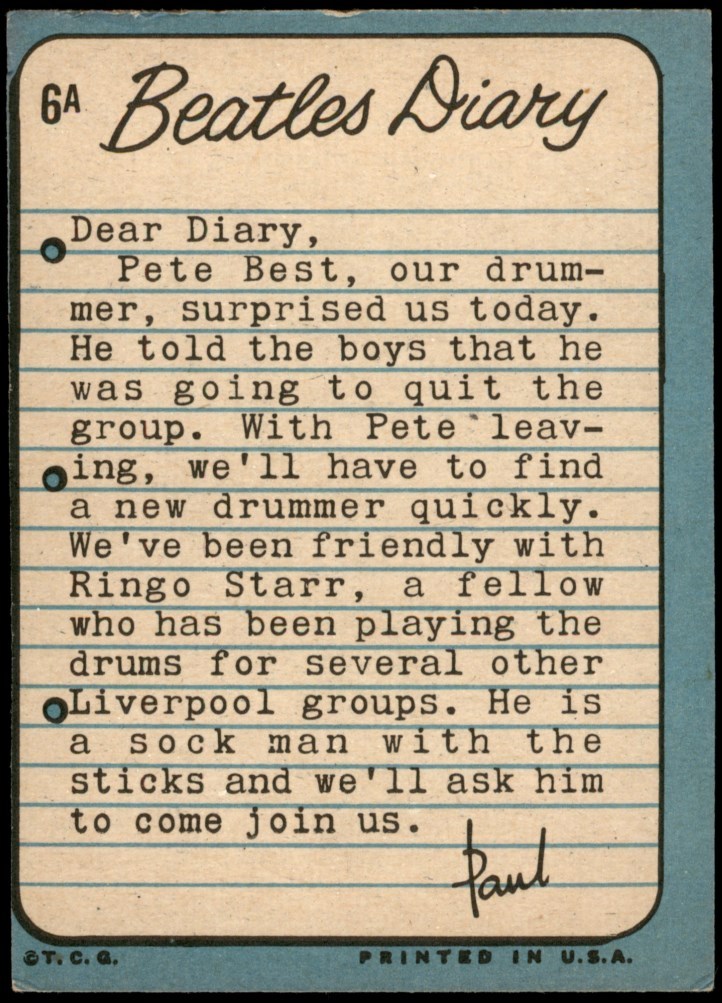 6A Beatles Diary
Dear Diary,
Pete Best, our drum-
mer, surprised us today.
He told the boys that he
was going to quit the
group. With Pete leav-
ing, we'll have to find
a new drummer quickly.
We've been friendly with
Ringo Starr, a fellow
who has been playing the
drums for several other
Liverpool groups. He is
a sock man with the
sticks and we'll ask him
to come join us.
Paul
©T.C.G. PRINTED IN U.S.A.